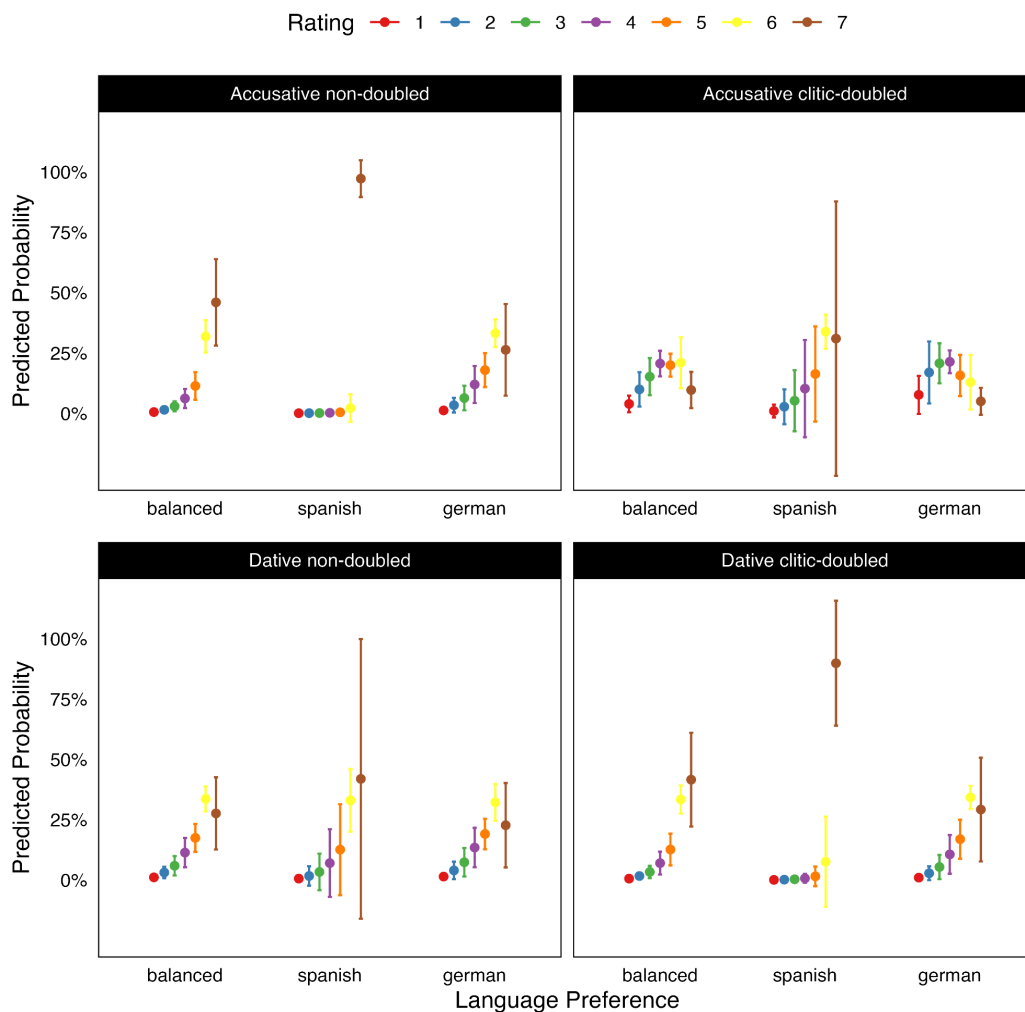 Rating 1 2 3 4 5 6 7
Accusative non-doubled Accusative clitic-doubled
Predicted Probability
100%
75%
50%
25%
0%
balanced spanish german balanced spanish german
Dative non-doubled Dative clitic-doubled
Predicted Probability
100%
75%
50%
25%
0%
balanced spanish german balanced spanish german
Language Preference